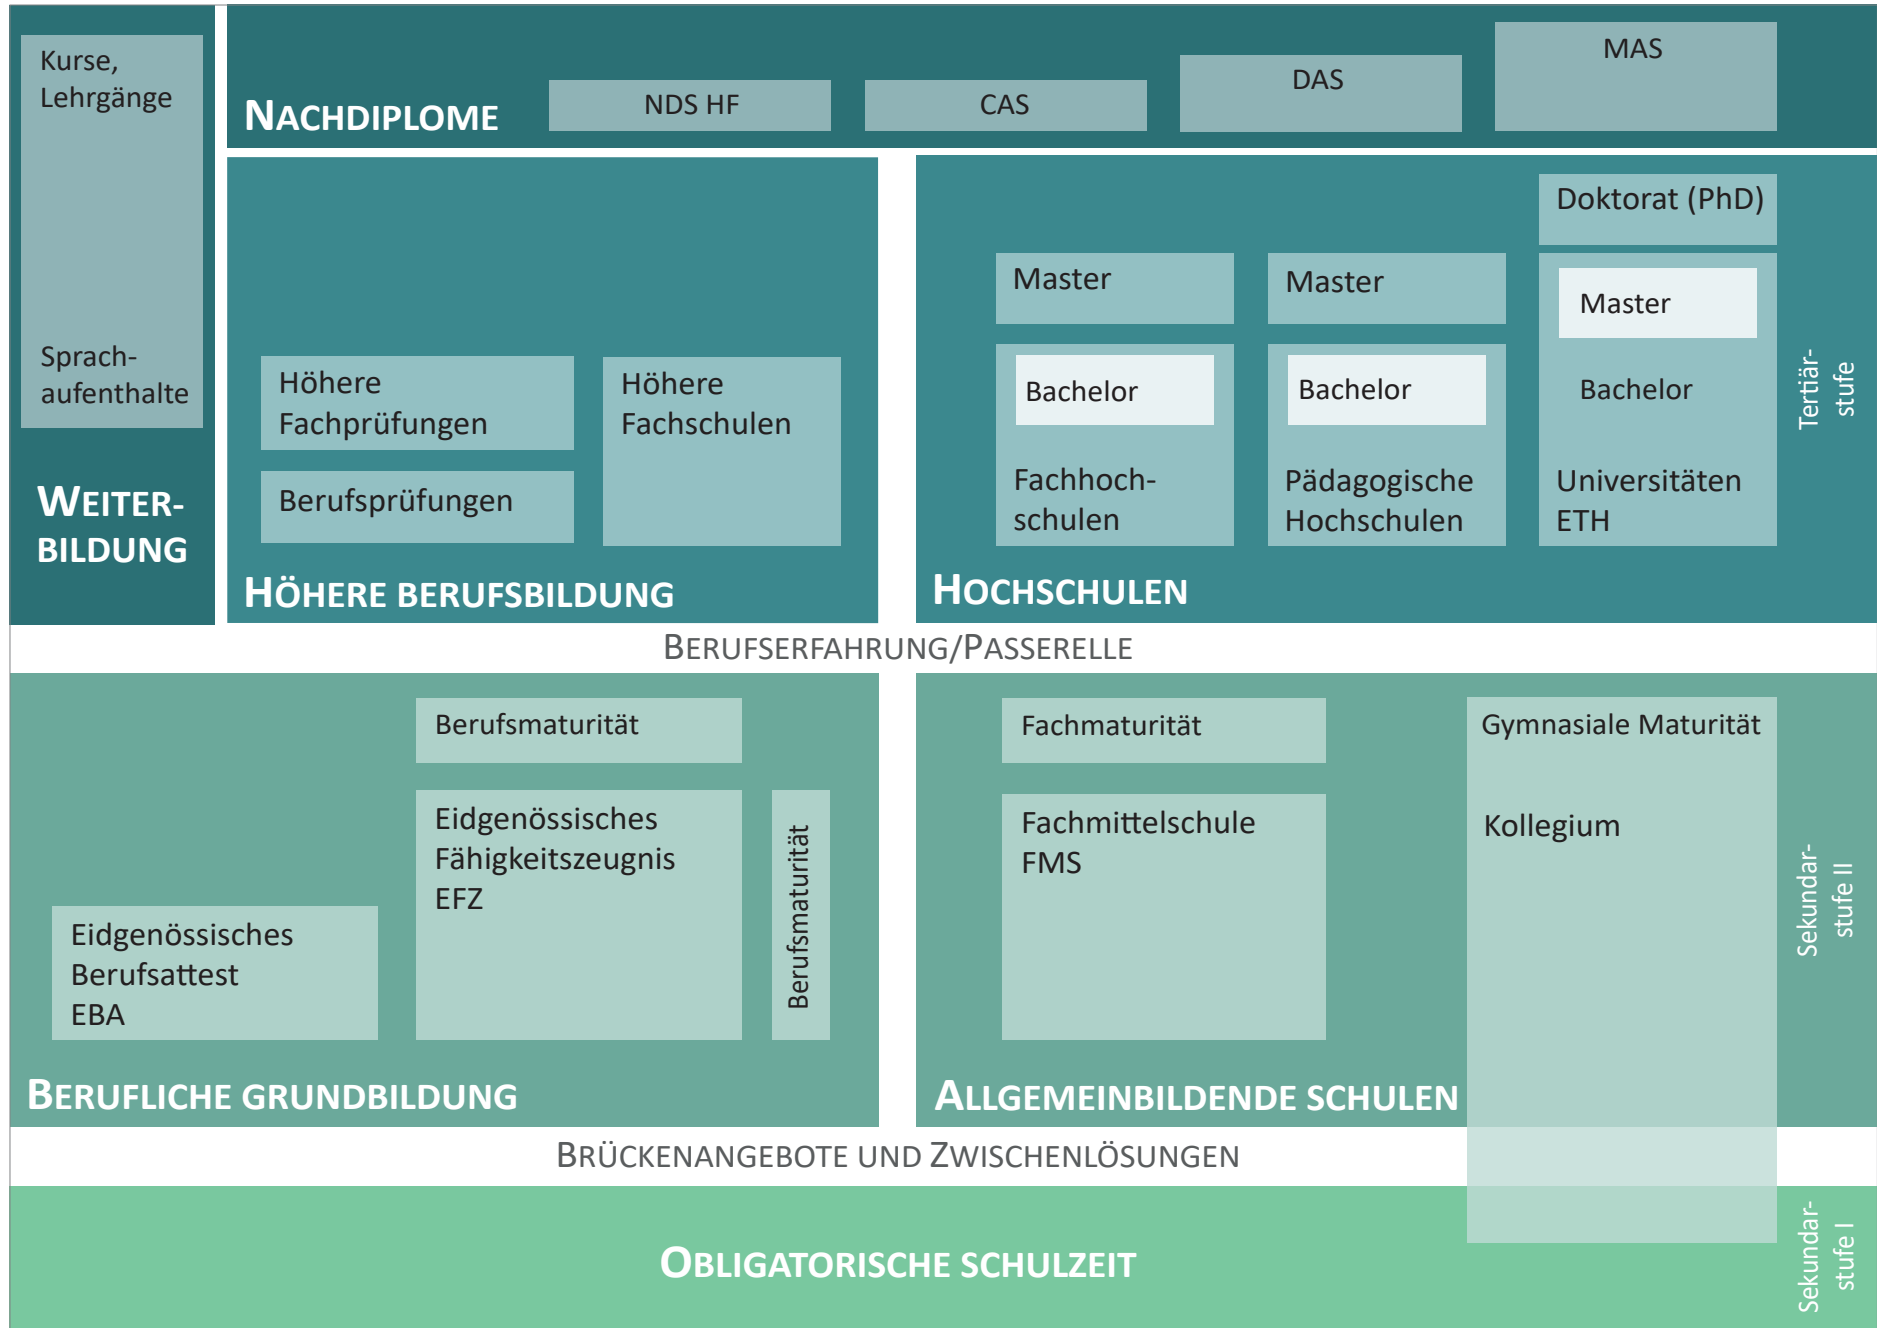 Kurse,
Lehrgänge
Sprach-
aufenthalte
WEITER-
BILDUNG
NACHDIPLOME
NDS HF
CAS
DAS
MAS
Höhere
Fachprüfungen
Berufsprüfungen
Höhere
Fachschulen
HÖHERE BERUFSBILDUNG
Master
Bachelor
Fachhoch-
schulen
Master
Bachelor
Pädagogische
Hochschulen
Doktorat (PhD)
Master
Bachelor
Universitäten
ETH
HOCHSCHULEN
Tertiär-
stufe
BERUFSERFAHRUNG/PASSERELLE
Eidgenössisches
Berufsattest
EBA
Berufsmaturität
Eidgenössisches
Fähigkeitszeugnis
EFZ
Berufsmaturität
BERUFLICHE GRUNDBILDUNG
Fachmaturität
Fachmittelschule
FMS
Gymnasiale Maturität
Kollegium
ALLGEMEINBILDENDE SCHULEN
Sekundar-
stufe II
BRÜCKENANGEBOTE UND ZWISCHENLÖSUNGEN
OBLIGATORISCHE SCHULZEIT
Sekundar-
stufe I